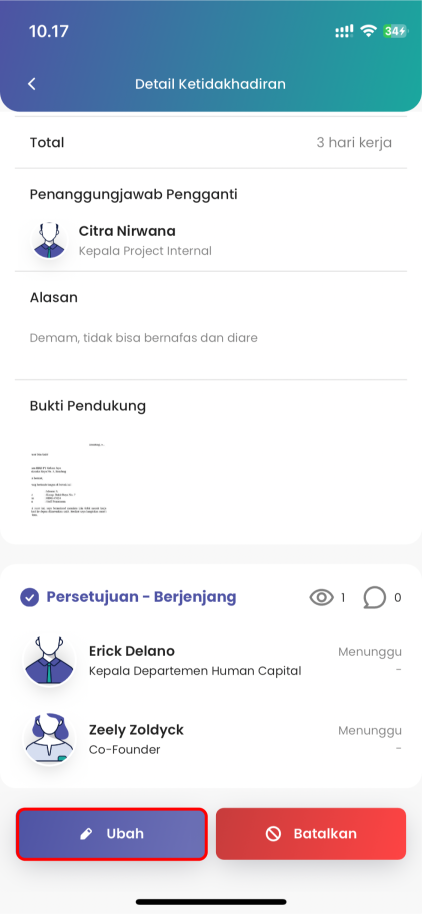 10.17
34
Detail Ketidakhadiran
Total
3 hari kerja
Penanggungjawab Pengganti
Citra Nirwana
Kepala Project Internal
Alasan
Demam, tidak bisa bernafas dan diare
Bukti Pendukung
Persetujuan - Berjenjang
1
0
Erick Delano
Menunggu
Kepala Departemen Human Capital
-
Zeely Zoldyck
Menunggu
Co-Founder
-
Ubah
Batalkan